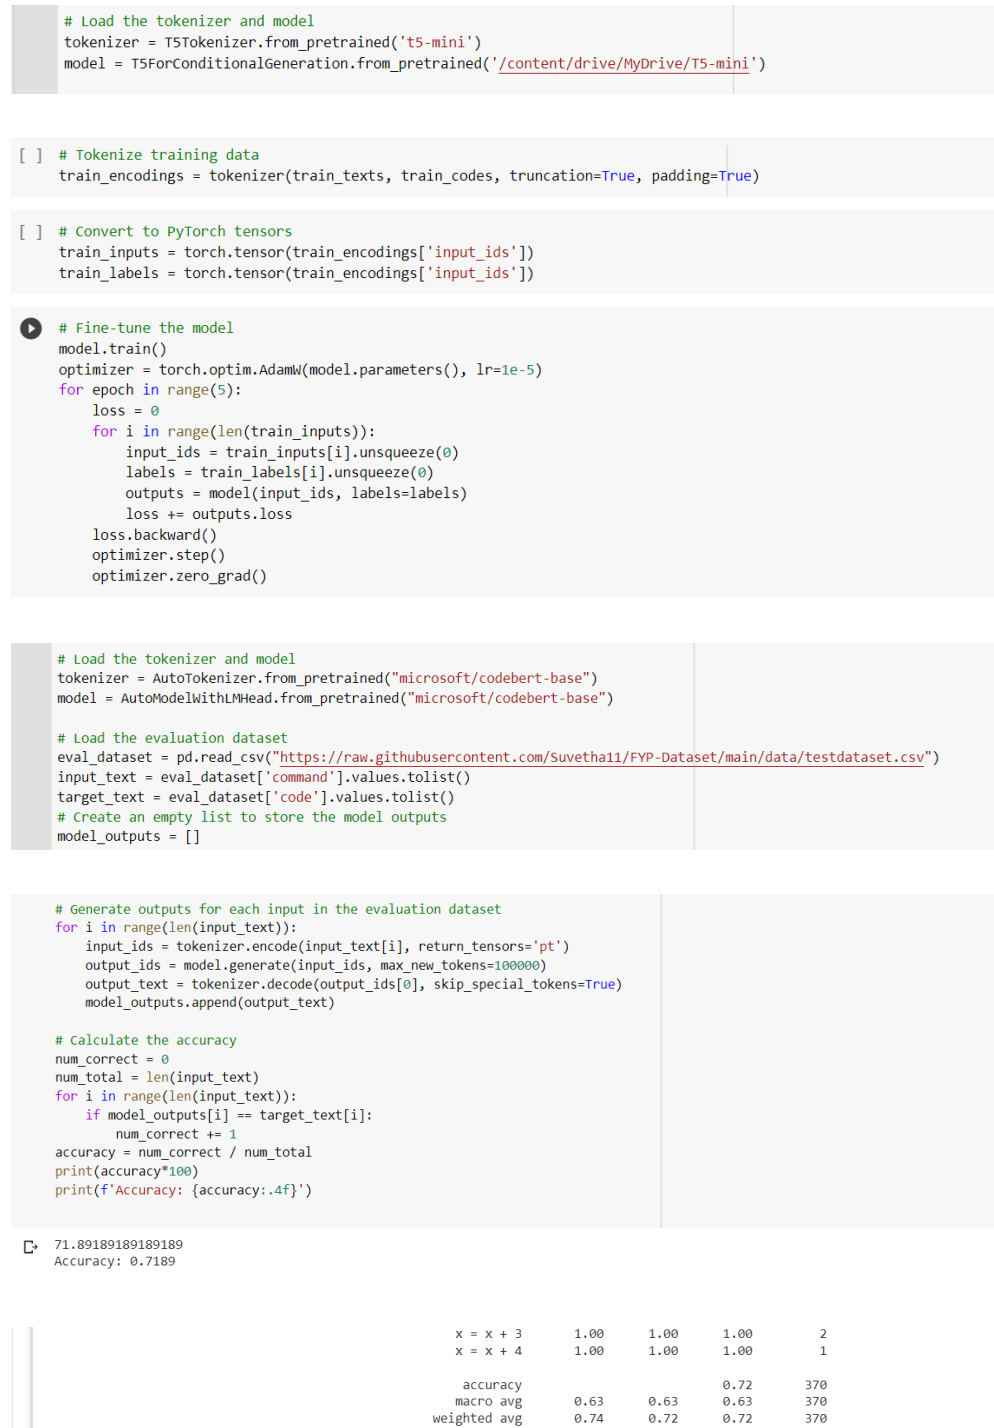 # Load the tokenizer and model
tokenizer = T5Tokenizer.from_pretrained('t5-mini')
model = T5ForConditionalGeneration.from_pretrained('/content/drive/MyDrive/T5-mini')
[ ] # Tokenize training data
train_encodings = tokenizer(train_texts, train_codes, truncation=True, padding=True)
[ ] # Convert to PyTorch tensors
train_inputs = torch.tensor(train_encodings['input_ids'])
train_labels = torch.tensor(train_encodings['input_ids'])
# Fine-tune the model
model.train()
optimizer = torch.optim.AdamW(model.parameters(), lr=1e-5)
for epoch in range(5):
    loss = 0
    for i in range(len(train_inputs)):
        input_ids = train_inputs[i].unsqueeze(0)
        labels = train_labels[i].unsqueeze(0)
        outputs = model(input_ids, labels=labels)
        loss += outputs.loss
    loss.backward()
    optimizer.step()
    optimizer.zero_grad()
# Load the tokenizer and model
tokenizer = AutoTokenizer.from_pretrained("microsoft/codebert-base")
model = AutoModelWithLMHead.from_pretrained("microsoft/codebert-base")
# Load the evaluation dataset
eval_dataset = pd.read_csv("https://raw.githubusercontent.com/Suvetha11/FYP-Dataset/main/data/testdataset.csv")
input_text = eval_dataset['command'].values.tolist()
target_text = eval_dataset['code'].values.tolist()
# Create an empty list to store the model outputs
model_outputs = []
# Generate outputs for each input in the evaluation dataset
for i in range(len(input_text)):
    input_ids = tokenizer.encode(input_text[i], return_tensors='pt')
    output_ids = model.generate(input_ids, max_new_tokens=100000)
    output_text = tokenizer.decode(output_ids[0], skip_special_tokens=True)
    model_outputs.append(output_text)
# Calculate the accuracy
num_correct = 0
num_total = len(input_text)
for i in range(len(input_text)):
    if model_outputs[i] == target_text[i]:
        num_correct += 1
accuracy = num_correct / num_total
print(accuracy*100)
print(f'Accuracy: {accuracy:.4f}')
71.89189189189189
Accuracy: 0.7189
x = x + 3 1.00 1.00 1.00 2
x = x + 4 1.00 1.00 1.00 1
accuracy 0.72 370
macro avg 0.63 0.63 0.63 370
weighted avg 0.74 0.72 0.72 370